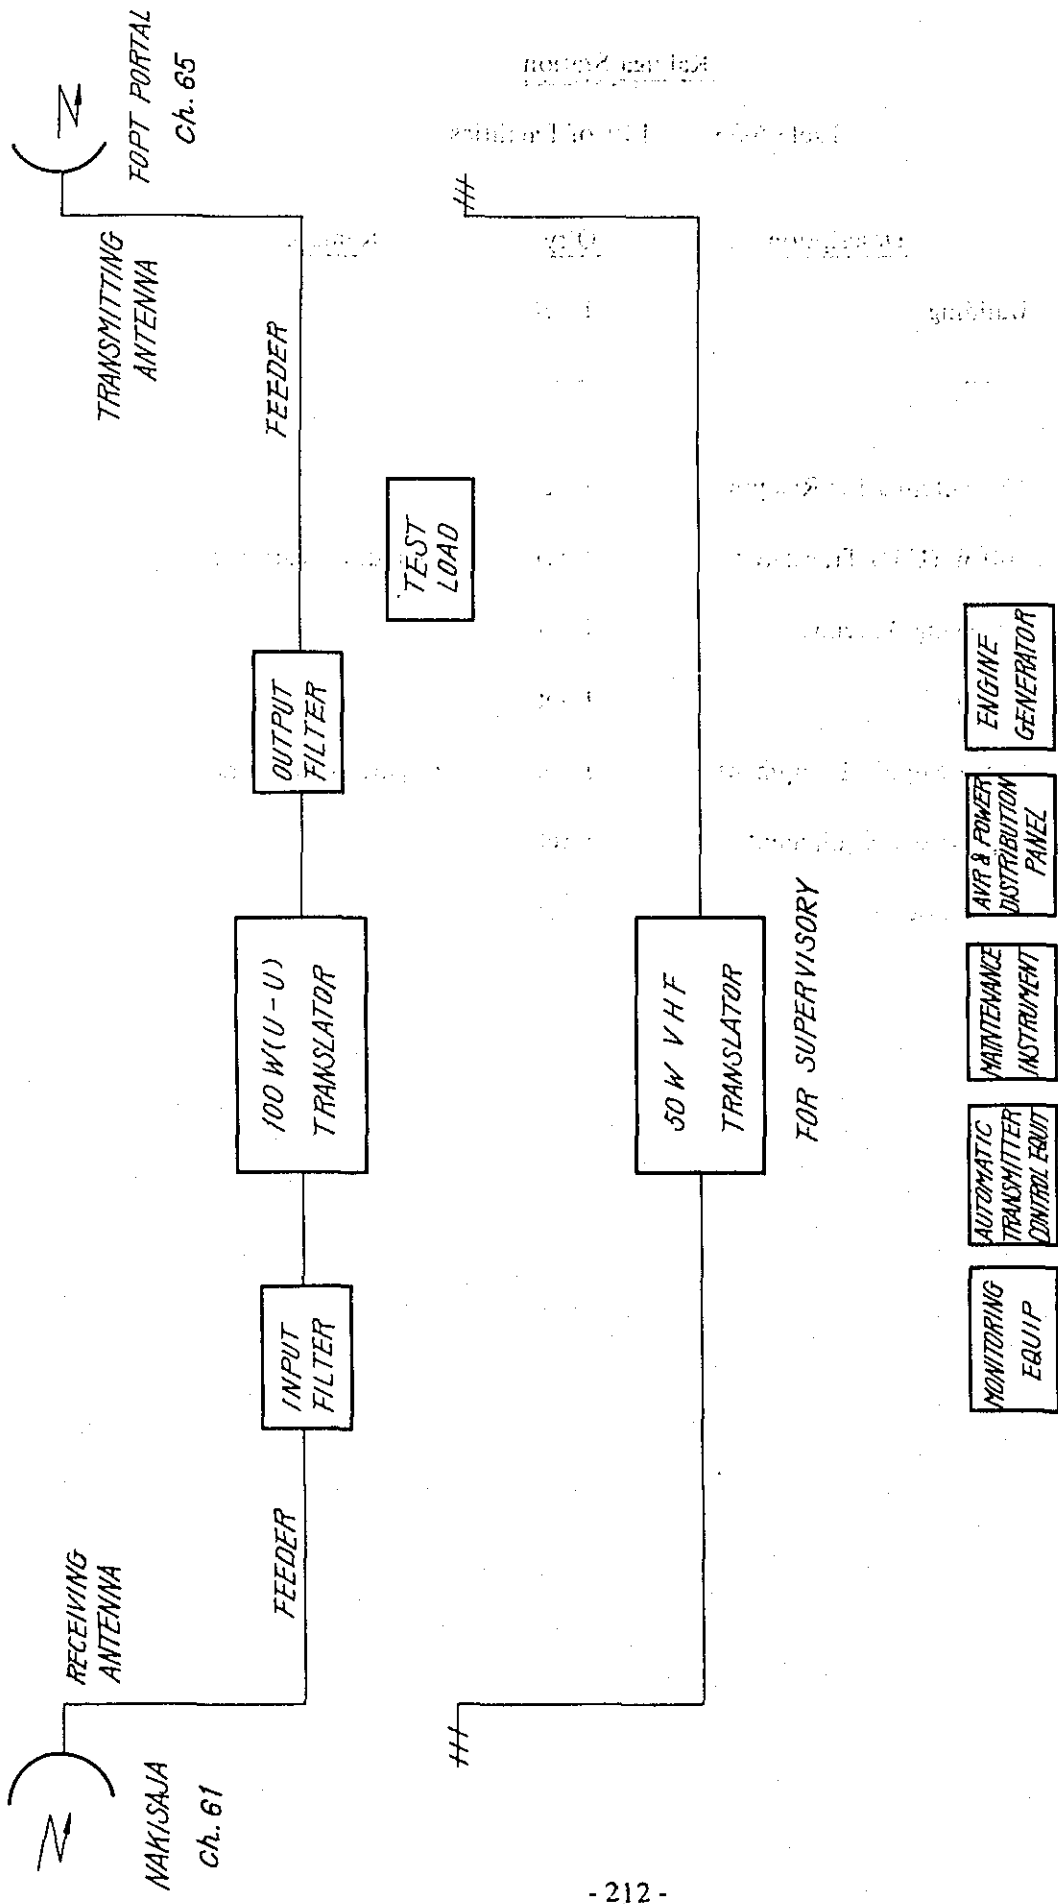 RECEIVING
ANTENNA
NAKISAJA
Ch. 61
FEEDER
INPUT
FILTER
100 W (U-U)
TRANSLATOR
OUTPUT
FILTER
FEEDER
TRANSMITTING
ANTENNA
FOPT PORTAL
Ch. 65
TEST
LOAD
50 W VHF
TRANSLATOR
FOR SUPERVISORY
MONITORING
EQUIP
AUTOMATIC
TRANSMITTER
CONTROL EQUIT
MAINTENANCE
INSTRUMENT
AVR & POWER
DISTRIBUTION
PANEL
ENGINE
GENERATOR
- 212 -